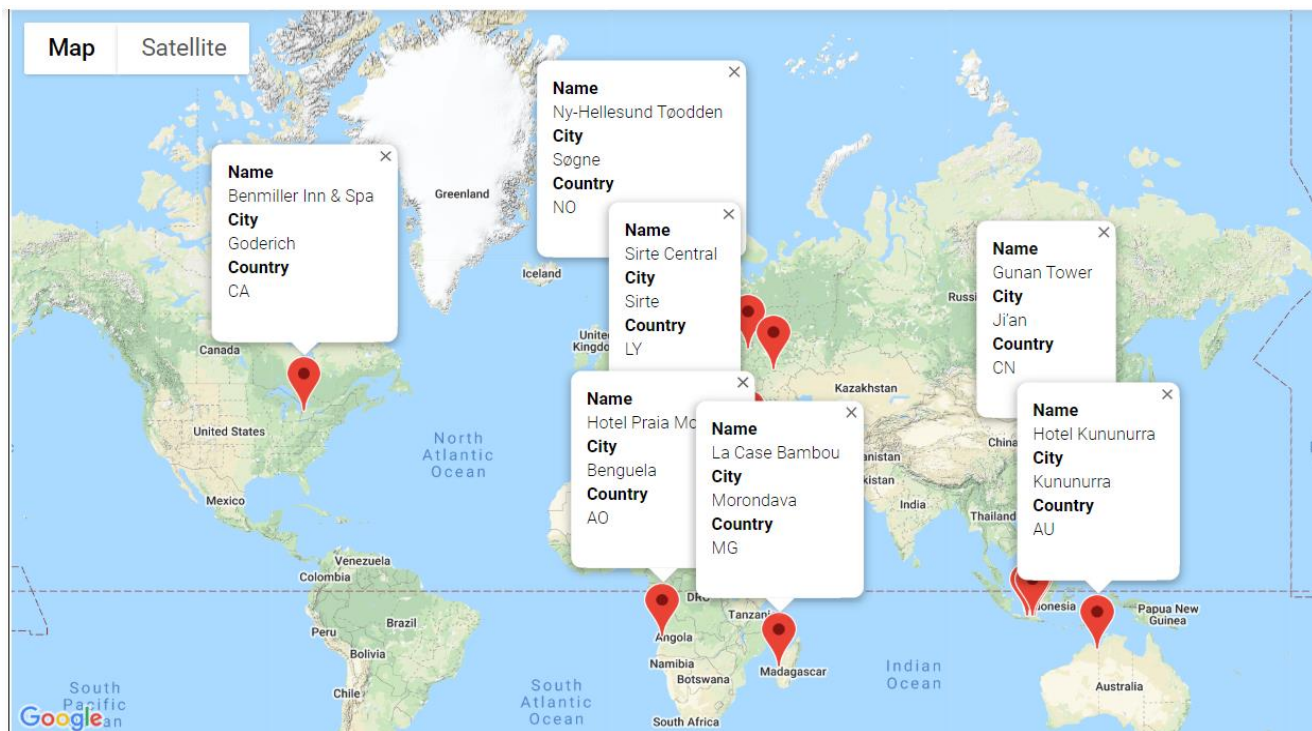 Map
Satellite
Name
Ny-Hellesund Tøodden
City
Søgne
Country
NO
Name
Benmiller Inn & Spa
City
Goderich
Country
CA
Name
Sirte Central
City
Sirte
Country
LY
Name
Gunan Tower
City
Ji'an
Country
CN
Name
Hotel Praia Mo
City
Benguela
Country
AO
Name
La Case Bambou
City
Morondava
Country
MG
Name
Hotel Kununurra
City
Kununurra
Country
AU
Greenland
Iceland
Canada
Kazakhstan
United States
North
Atlantic
Ocean
China
Mexico
India
Thailand
Venezuela
Colombia
Brazil
Peru
Bolivia
Chile
DRC
Tanzania
Angola
Namibia
Botswana
Madagascar
South Africa
Papua New
Guinea
Indian
Ocean
Australia
South
Pacific
South
Atlantic
Ocean
Google